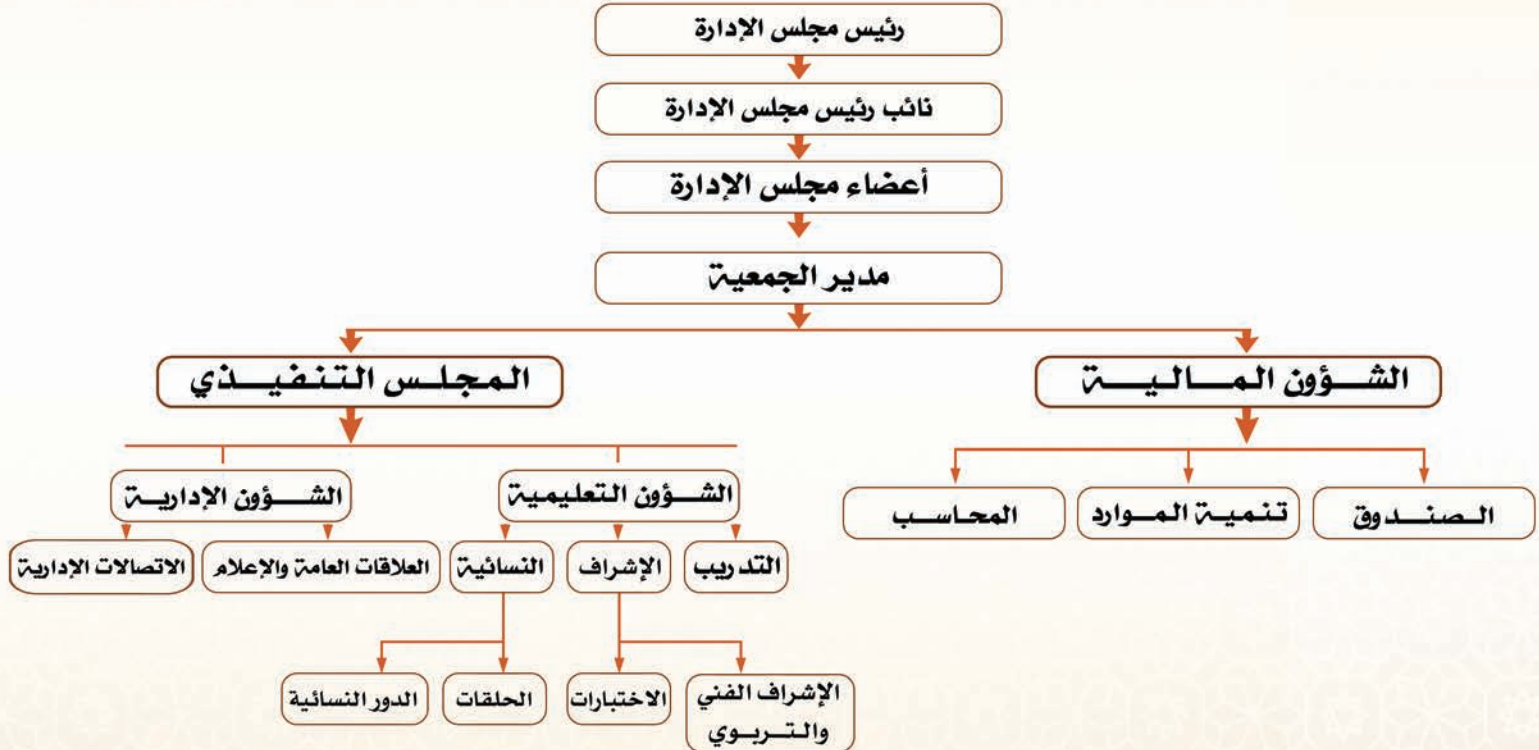 رئيس مجلس الإدارة
نائب رئيس مجلس الإدارة
أعضاء مجلس الإدارة
مدير الجمعية
الشؤون المالية
المجلس التنفيذي
الصندوق
تنمية الموارد
المحاسب
الشؤون التعليمية
الشؤون الإدارية
التدريب
الإشراف
النسائية
العلاقات العامة والإعلام
الاتصالات الإدارية
الإشراف الفني
والتربوي
الاختبارات
الحلقات
الدور النسائية